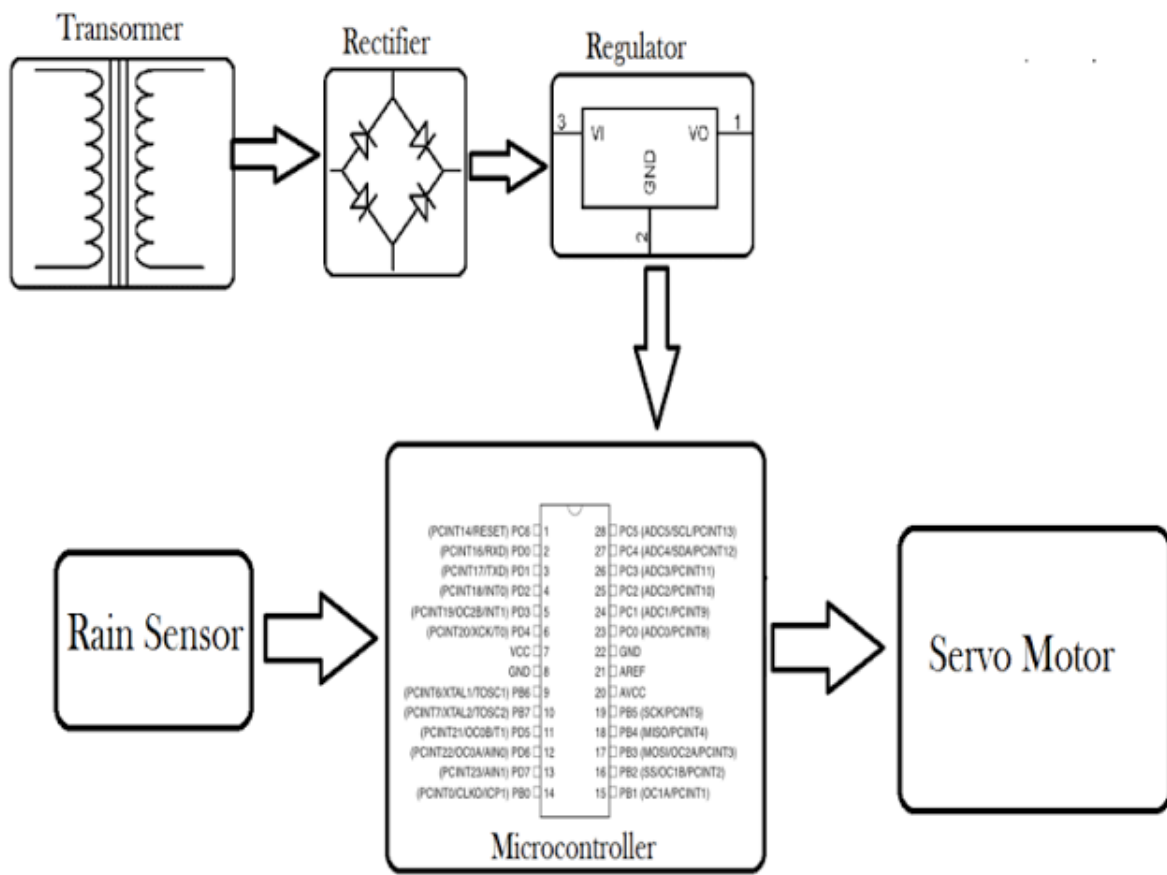 Transormer
Rectifier
Regulator
3 VI VO 1
GND
2
(PCINT14/RESET) PC6 1 28 PC5 (ADC5/SCL/PCINT13)
(PCINT16/RXD) PD0 2 27 PC4 (ADC4/SDA/PCINT12)
(PCINT17/TXD) PD1 3 26 PC3 (ADC3/PCINT11)
(PCINT18/INT0) PD2 4 25 PC2 (ADC2/PCINT10)
(PCINT19/OC2B/INT1) PD3 5 24 PC1 (ADC1/PCINT9)
(PCINT20/XCK/T0) PD4 6 23 PC0 (ADC0/PCINT8)
VCC 7 22 GND
GND 8 21 AREF
(PCINT6/XTAL1/TOSC1) PB6 9 20 AVCC
(PCINT7/XTAL2/TOSC2) PB7 10 19 PB5 (SCK/PCINT5)
(PCINT21/OC0B/T1) PD5 11 18 PB4 (MISO/PCINT4)
(PCINT22/OC0A/AIN0) PD6 12 17 PB3 (MOSI/OC2A/PCINT3)
(PCINT23/AIN1) PD7 13 16 PB2 (SS/OC1B/PCINT2)
(PCINT0/CLKO/ICP1) PB0 14 15 PB1 (OC1A/PCINT1)
Microcontroller
Rain Sensor
Servo Motor